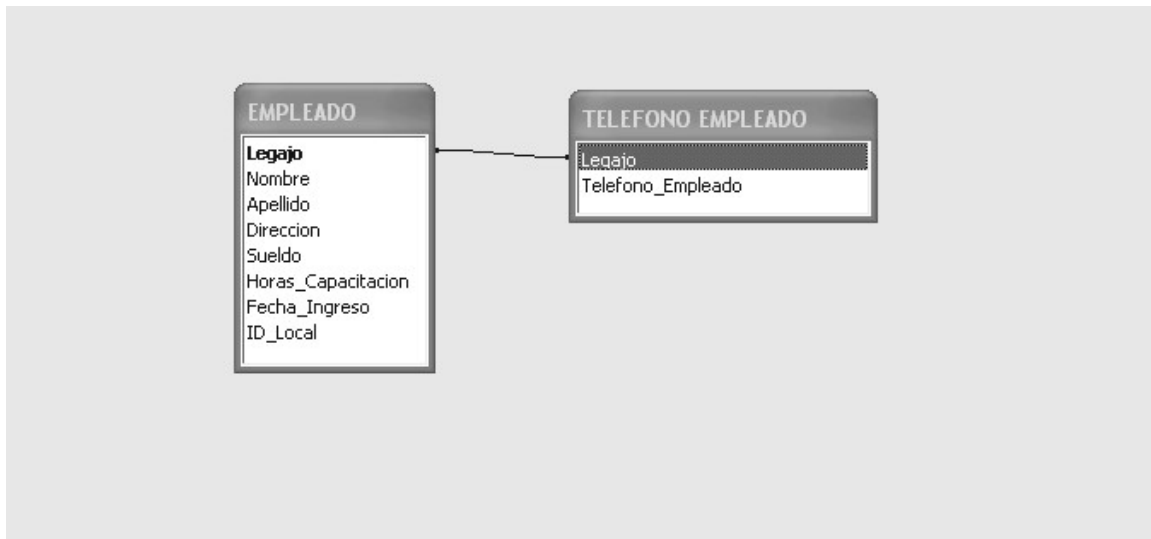 EMPLEADO
Legajo
Nombre
Apellido
Direccion
Sueldo
Horas_Capacitacion
Fecha_Ingreso
ID_Local
TELEFONO EMPLEADO
Legajo
Telefono_Empleado